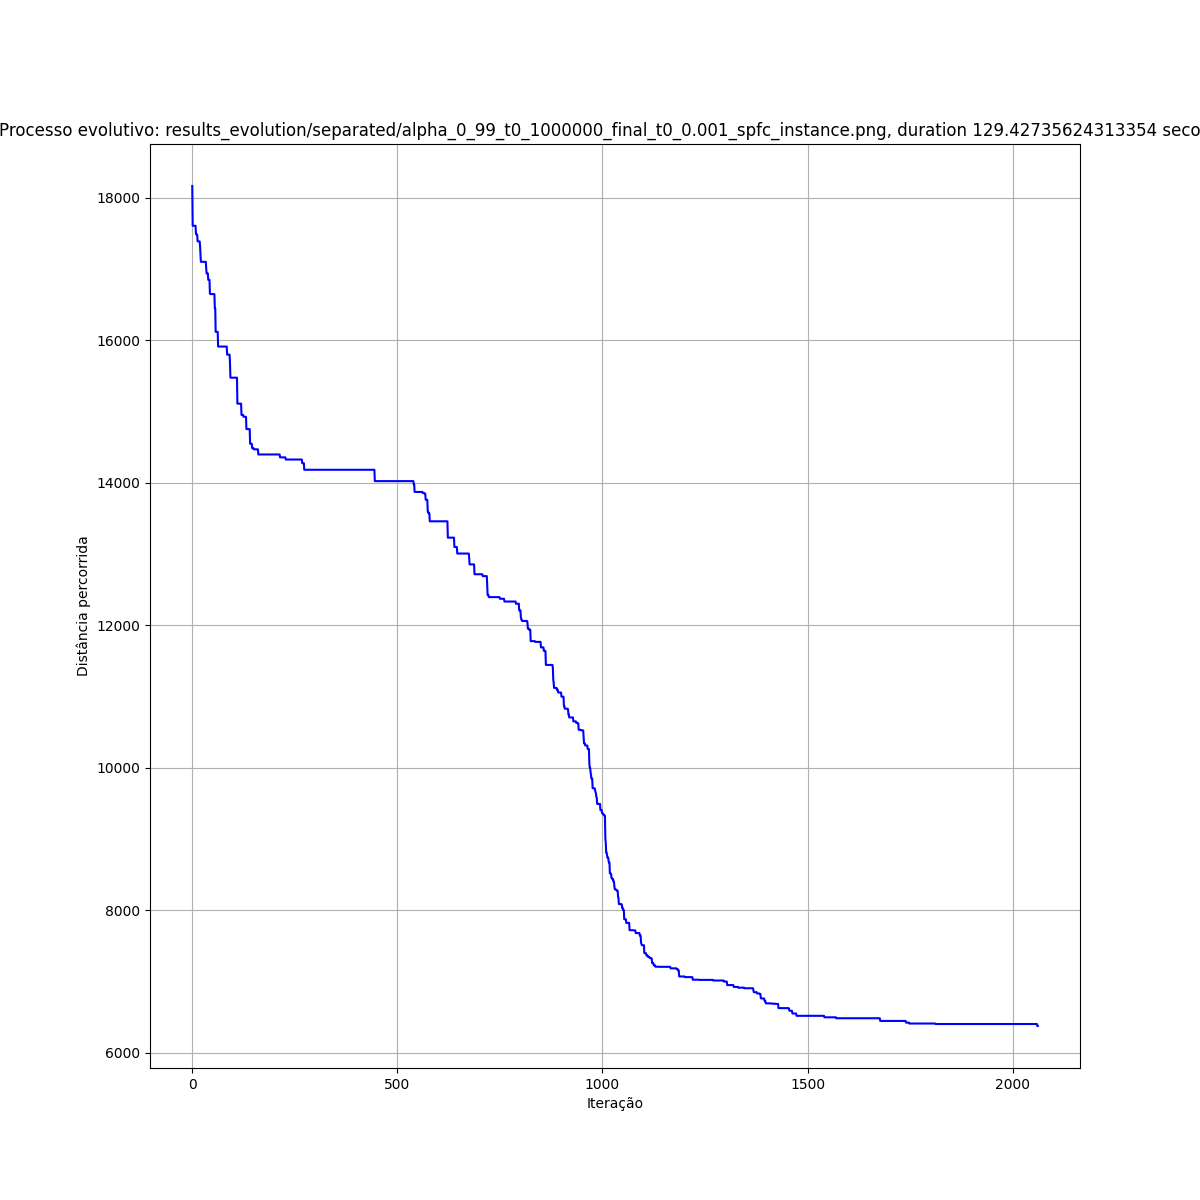 Processo evolutivo: results_evolution/separated/alpha_0_99_t0_1000000_final_t0_0.001_spfc_instance.png, duration 129.42735624313354 seco
18000
16000
14000
12000
10000
8000
6000
Distância percorrida
0 500 1000 1500 2000
Iteração